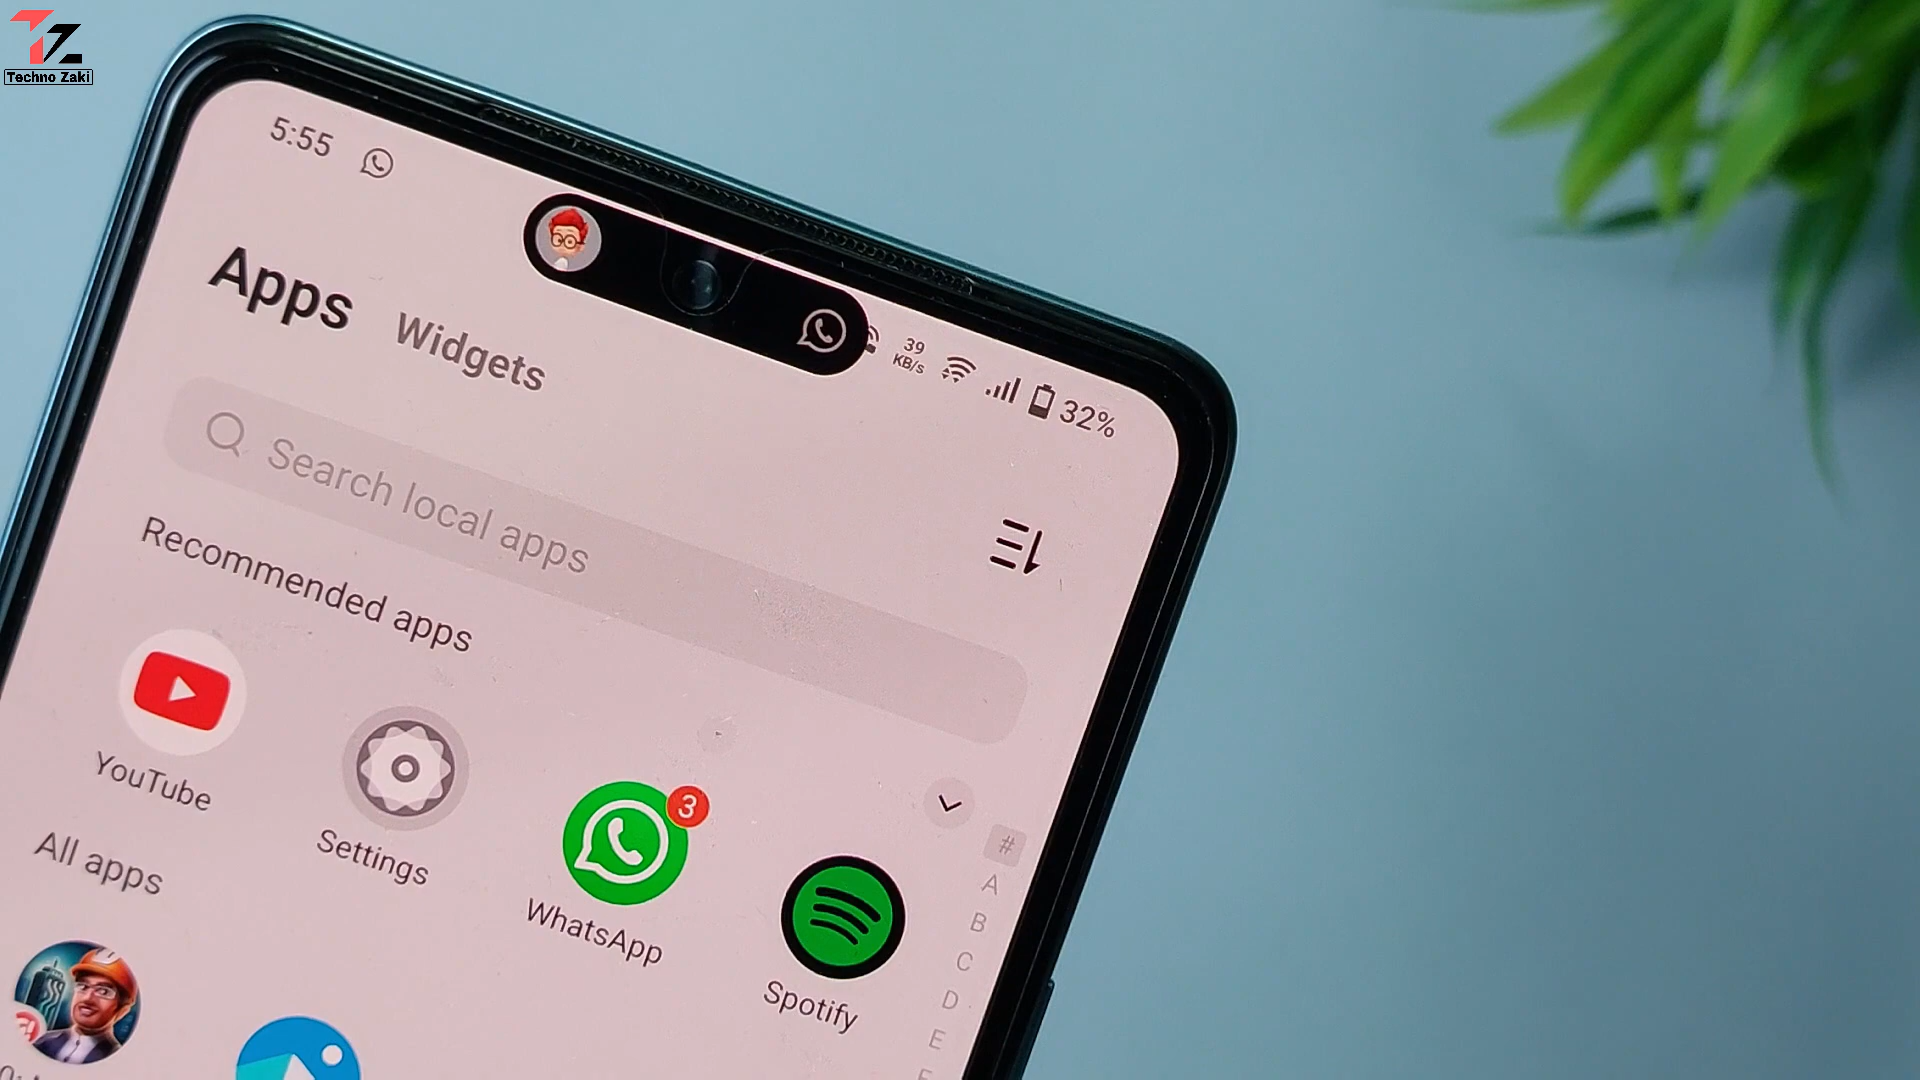 Techno Zaki
5:55
39
KB/s
32%
Apps
Widgets
Search local apps
Recommended apps
YouTube
Settings
3
WhatsApp
Spotify
All apps
#
A
B
C
D
E